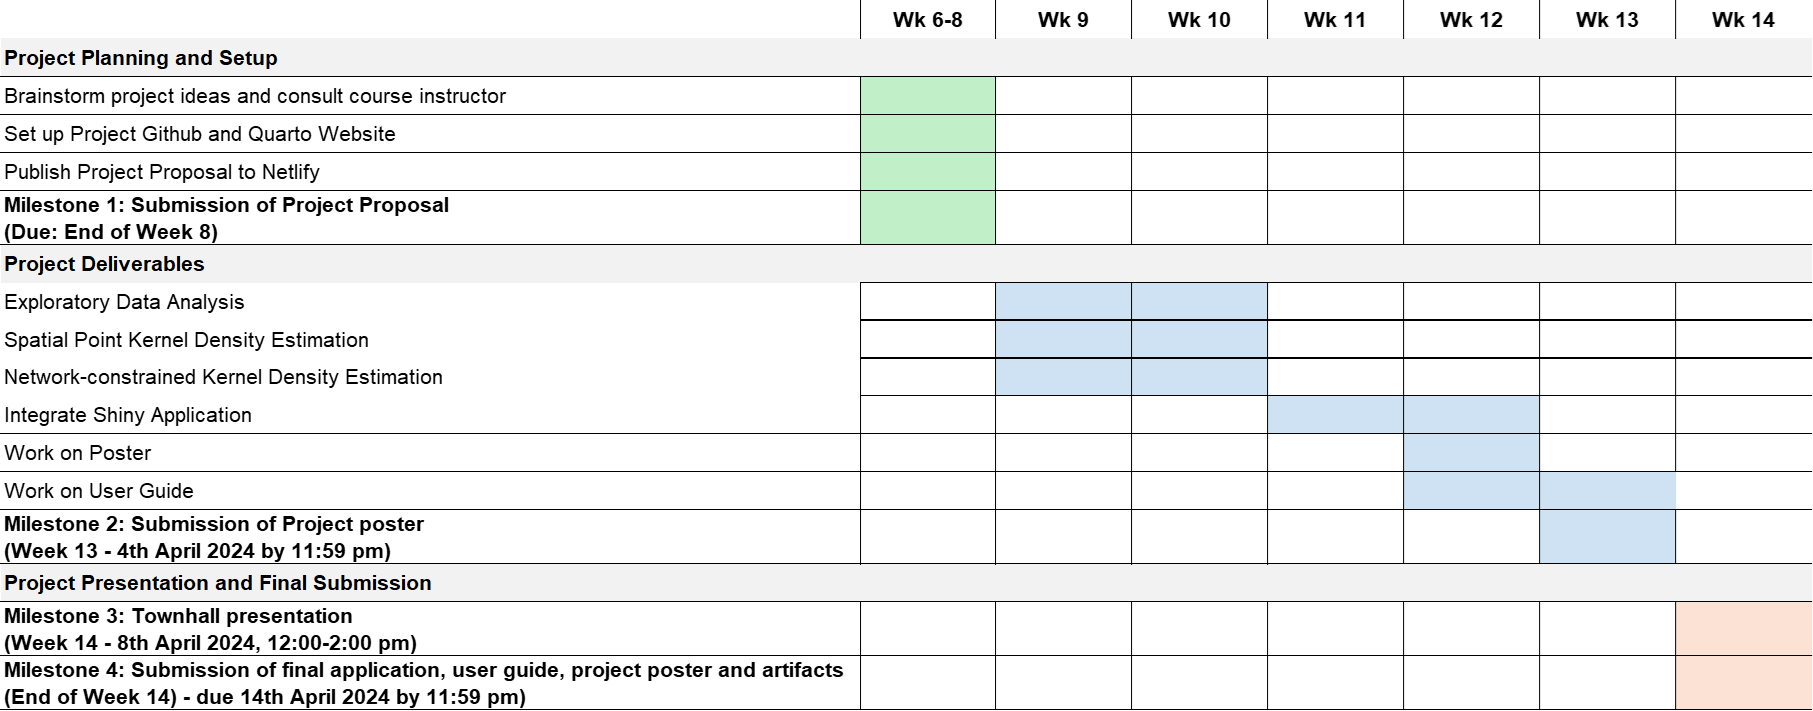 Wk 6-8 Wk 9 Wk 10 Wk 11 Wk 12 Wk 13 Wk 14
Project Planning and Setup
Brainstorm project ideas and consult course instructor
Set up Project Github and Quarto Website
Publish Project Proposal to Netlify
Milestone 1: Submission of Project Proposal
(Due: End of Week 8)
Project Deliverables
Exploratory Data Analysis
Spatial Point Kernel Density Estimation
Network-constrained Kernel Density Estimation
Integrate Shiny Application
Work on Poster
Work on User Guide
Milestone 2: Submission of Project poster
(Week 13 - 4th April 2024 by 11:59 pm)
Project Presentation and Final Submission
Milestone 3: Townhall presentation
(Week 14 - 8th April 2024, 12:00-2:00 pm)
Milestone 4: Submission of final application, user guide, project poster and artifacts
(End of Week 14) - due 14th April 2024 by 11:59 pm)